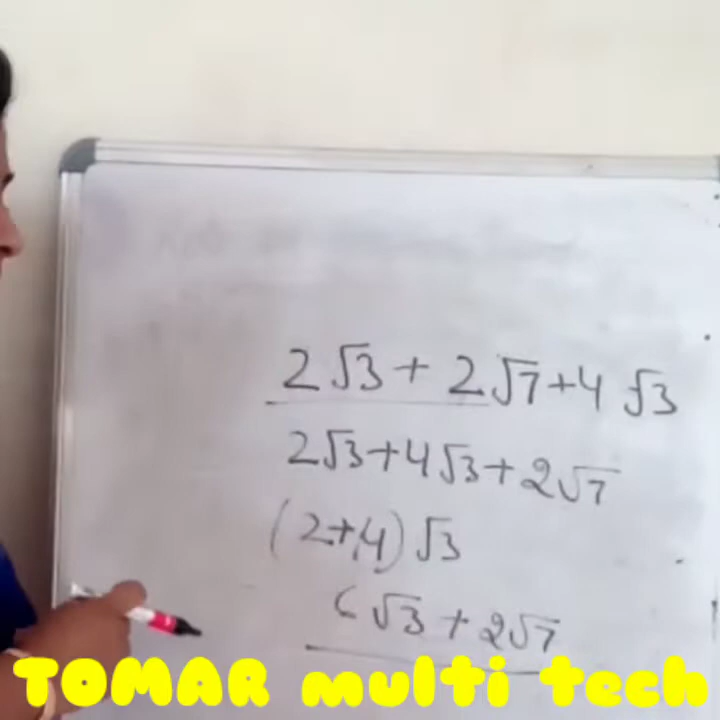 2√3 + 2√7 + 4√3
2√3 + 4√3 + 2√7
(2+4)√3
6√3 + 2√7
TOMAR multi tech